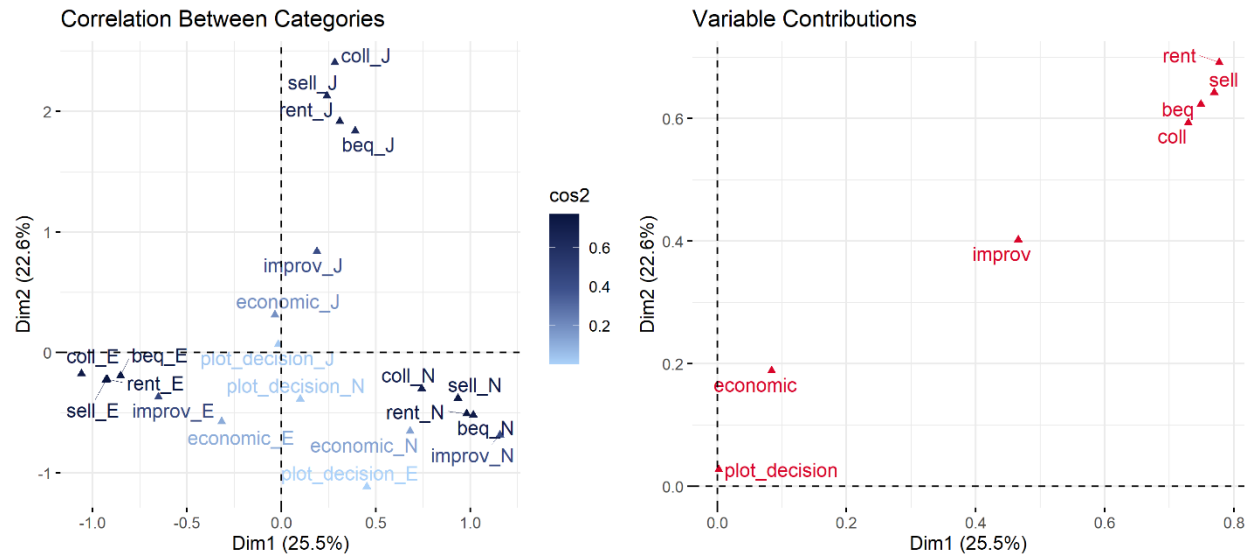 Correlation Between Categories
Variable Contributions
coll_J
sell_J
rent_J
beq_J
improv_J
economic_J
coll_E
beq_E
plot_decision_J
rent_E
plot_decision_N
coll_N
sell_N
sell_E
improv_E
rent_N
beq_N
economic_E
economic_N
improv_N
plot_decision_E
2
1
0
-1
-1.0
-0.5
0.0
0.5
1.0
Dim1 (25.5%)
Dim2 (22.6%)
cos2
0.6
0.4
0.2
rent
sell
beq
coll
improv
economic
plot_decision
0.6
0.4
0.2
0.0
0.0
0.2
0.4
0.6
0.8
Dim1 (25.5%)
Dim2 (22.6%)